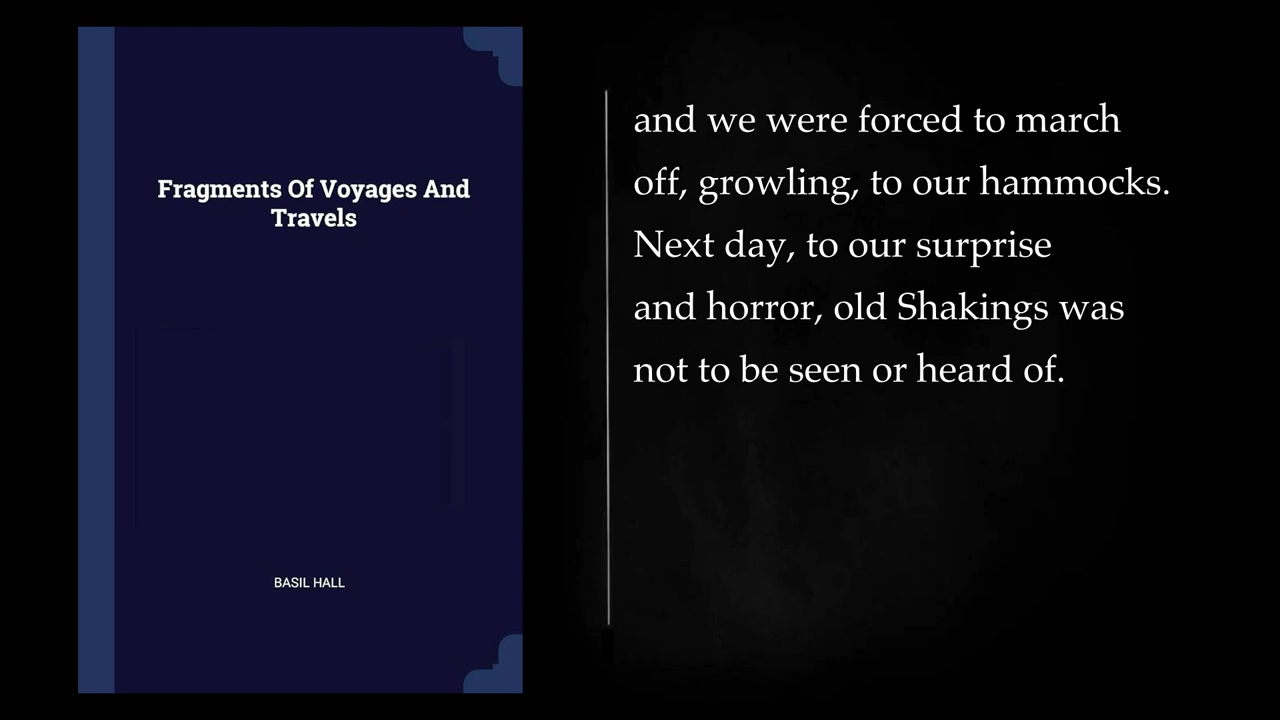 Fragments Of Voyages And
Travels
BASIL HALL
and we were forced to march
off, growling, to our hammocks.
Next day, to our surprise
and horror, old Shakings was
not to be seen or heard of.